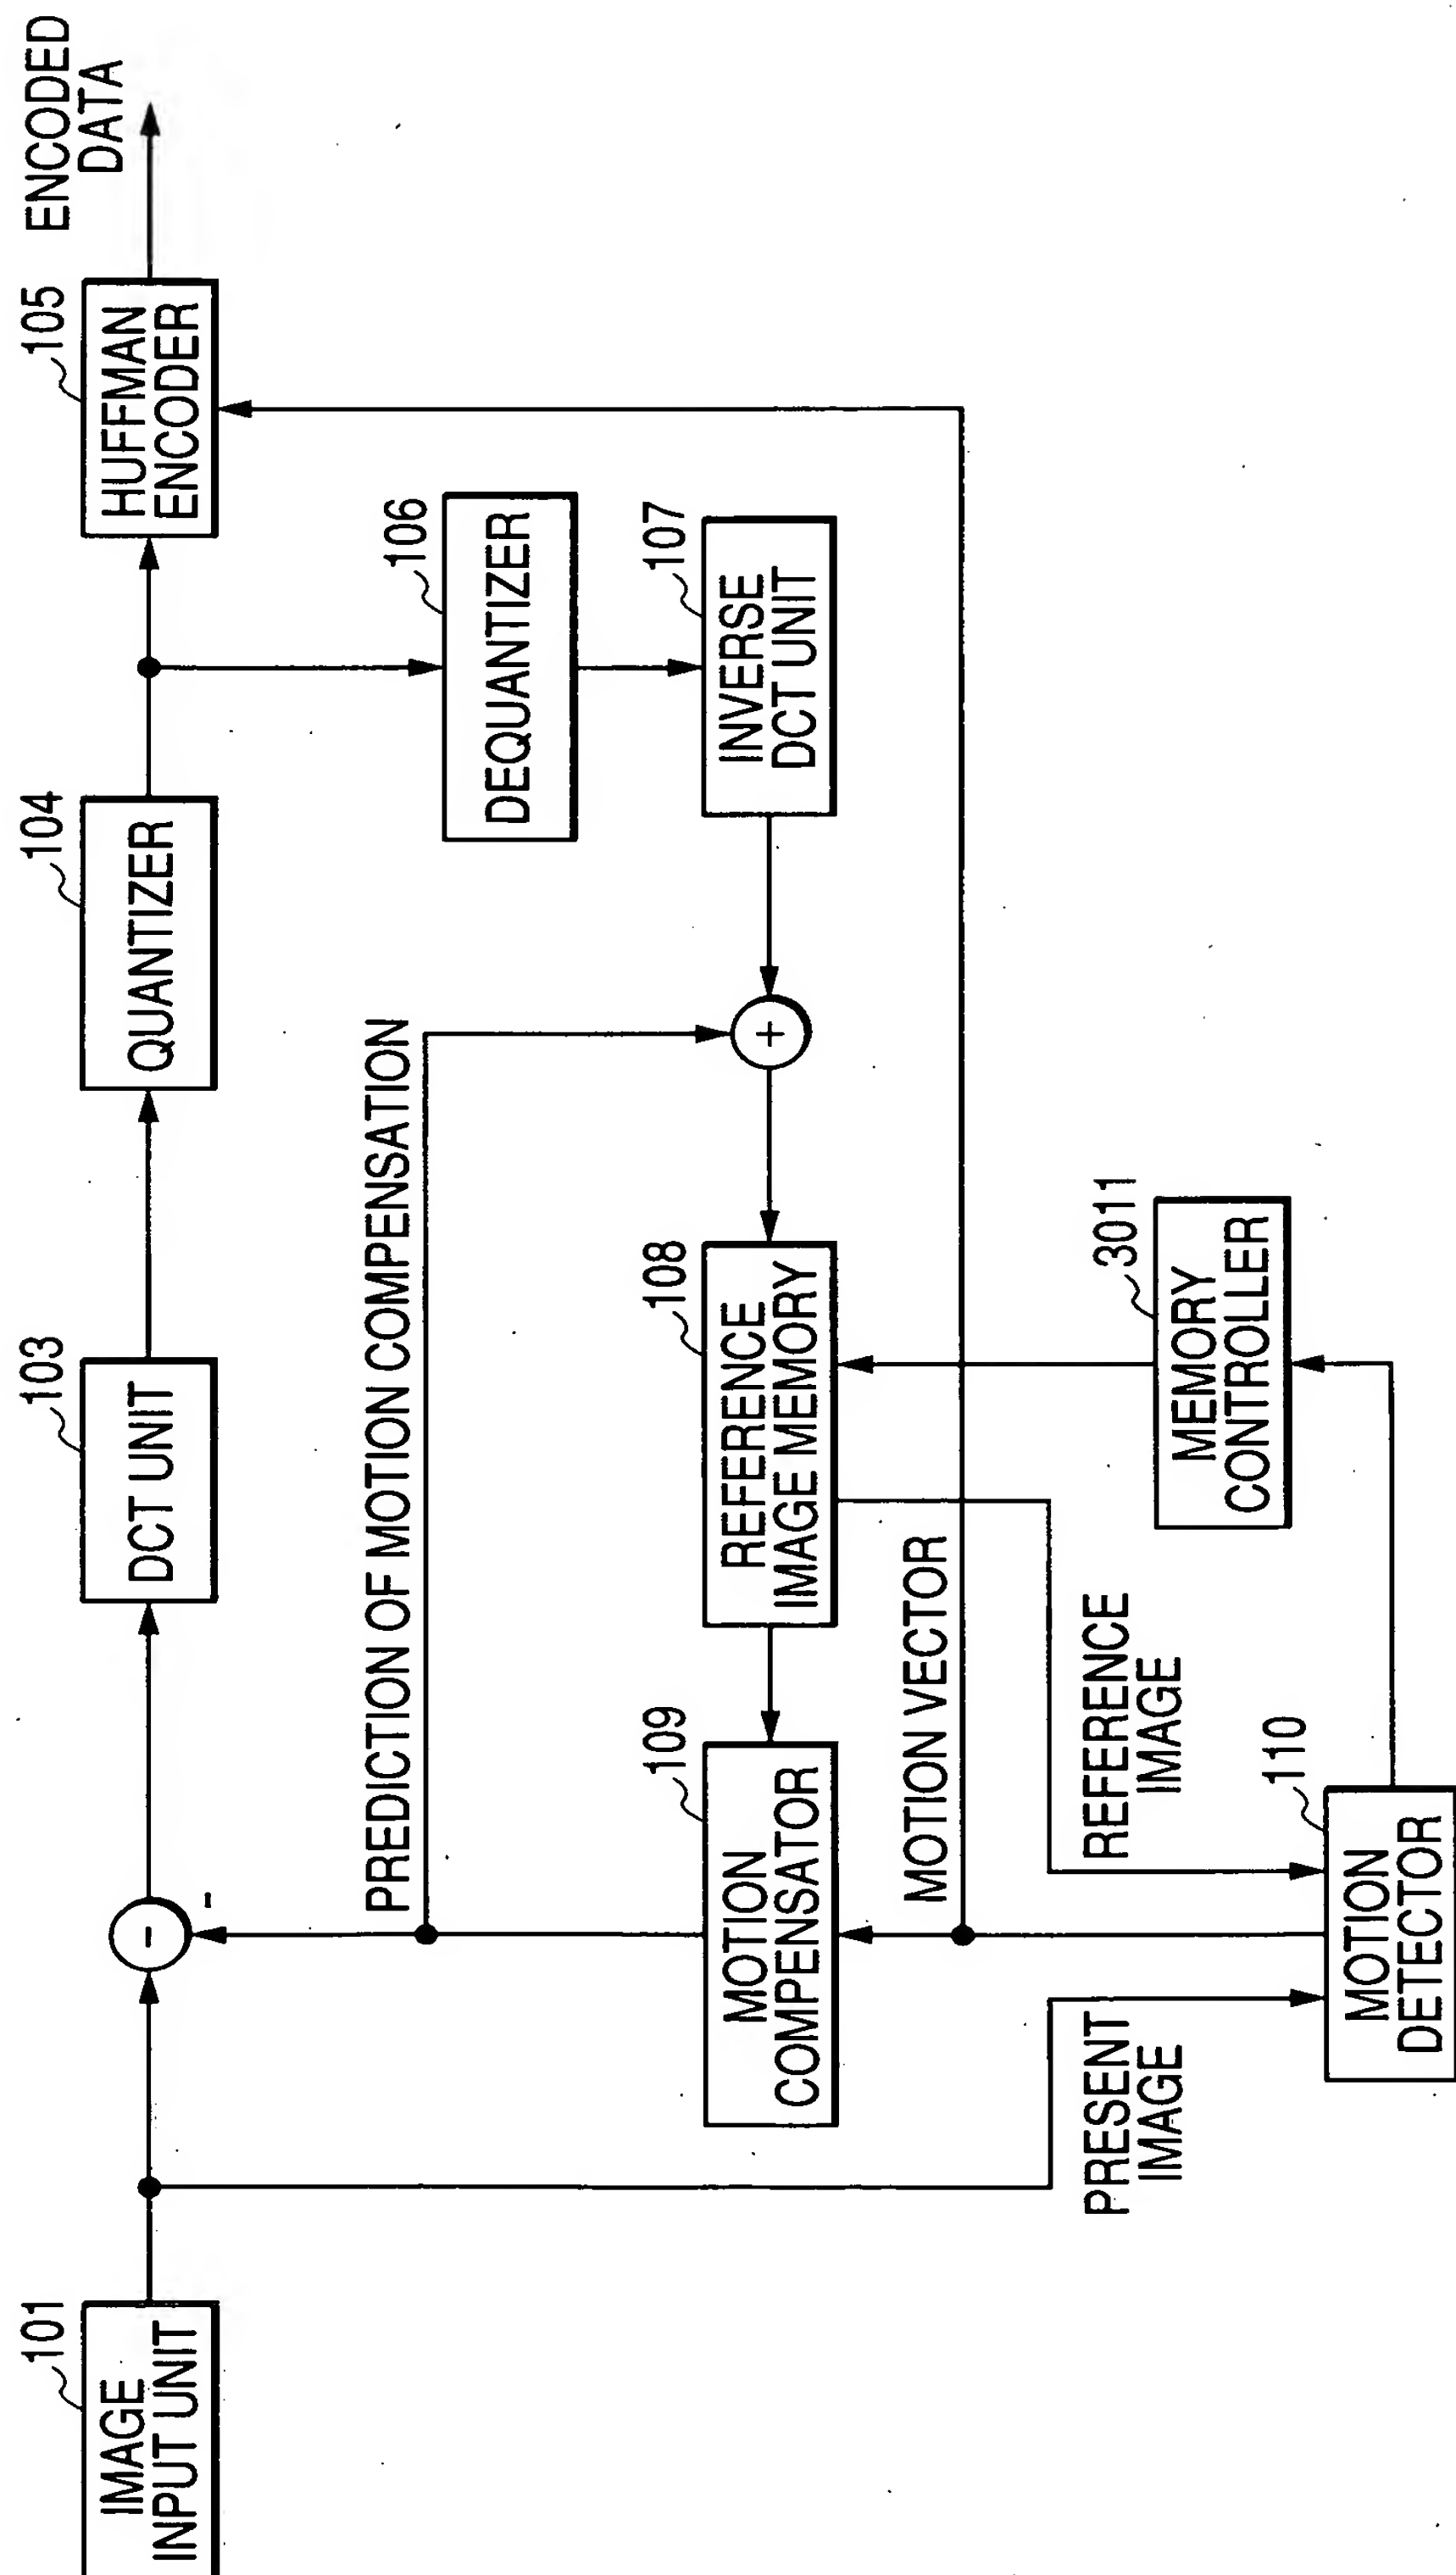 101
IMAGE
INPUT UNIT
-
-
103
DCT UNIT
104
QUANTIZER
105
HUFFMAN
ENCODER
ENCODED
DATA
PREDICTION OF MOTION COMPENSATION
106
DEQUANTIZER
109
MOTION
COMPENSATOR
108
REFERENCE
IMAGE MEMORY
+
107
INVERSE
DCT UNIT
MOTION VECTOR
PRESENT
IMAGE
REFERENCE
IMAGE
3011
MEMORY
CONTROLLER
110
MOTION
DETECTOR